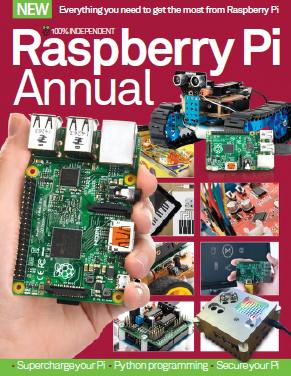 NEW
Everything you need to get the most from Raspberry Pi
100% INDEPENDENT
Raspberry Pi
Annual
• Supercharge your Pi • Python programming • Secure your Pi